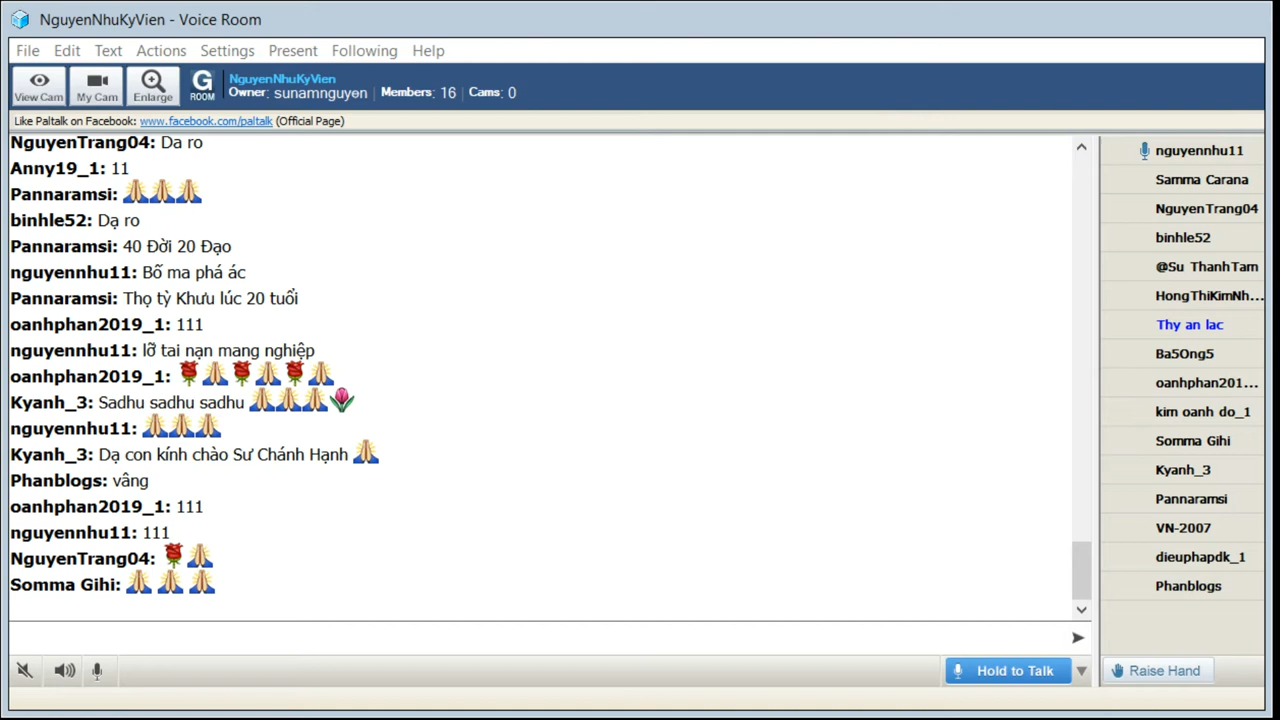 NguyenNhuKyVien - Voice Room
File Edit Text Actions Settings Present Following Help
View Cam My Cam Enlarge G ROOM
NguyenNhuKyVien
Owner: sunamnguyen | Members: 16 | Cams: 0
Like Paltalk on Facebook: www.facebook.com/paltalk (Official Page)
NguyenTrang04: Da ro
Anny19_1: 11
Pannaramsi: 🙏🙏🙏
binhle52: Dạ ro
Pannaramsi: 40 Đời 20 Đạo
nguyennhu11: Bố ma phá ác
Pannaramsi: Thọ tỳ Khưu lúc 20 tuổi
oanhphan2019_1: 111
nguyennhu11: lỡ tai nạn mang nghiệp
oanhphan2019_1: 🌹🙏🌹🙏🌹🙏
Kyanh_3: Sadhu sadhu sadhu 🙏🙏🙏🌷
nguyennhu11: 🙏🙏🙏
Kyanh_3: Dạ con kính chào Sư Chánh Hạnh 🙏
Phanblogs: vâng
oanhphan2019_1: 111
nguyennhu11: 111
NguyenTrang04: 🌹🙏
Somma Gihi: 🙏 🙏 🙏
nguyennhu11
Samma Carana
NguyenTrang04
binhle52
@Su ThanhTam
HongThiKimNh...
Thy an lac
Ba5Ong5
oanhphan201...
kim oanh do_1
Somma Gihi
Kyanh_3
Pannaramsi
VN-2007
dieuphapdk_1
Phanblogs
Hold to Talk
Raise Hand